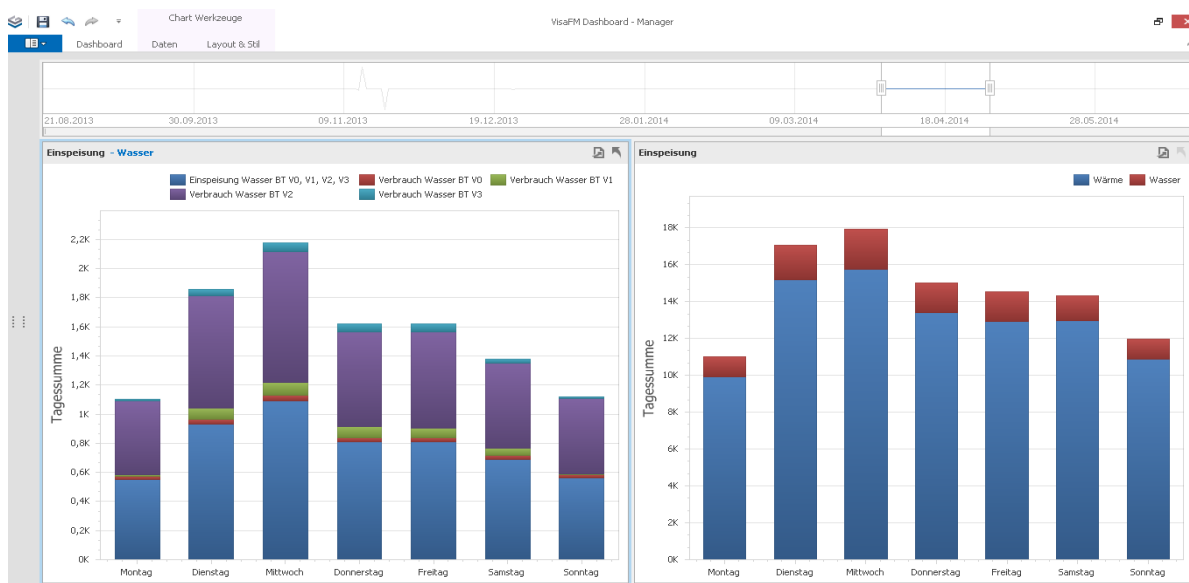 Chart Werkzeuge
VisaFM Dashboard - Manager
Dashboard Daten Layout & Stil
21.08.2013 30.09.2013 09.11.2013 19.12.2013 28.01.2014 09.03.2014 18.04.2014 28.05.2014
Einspeisung - Wasser
Einspeisung Wasser BT V0, V1, V2, V3 Verbrauch Wasser BT V0 Verbrauch Wasser BT V1
Verbrauch Wasser BT V2 Verbrauch Wasser BT V3
Tagessumme
2,2K
2K
1,8K
1,6K
1,4K
1,2K
1K
0,8K
0,6K
0,4K
0,2K
0K
Montag Dienstag Mittwoch Donnerstag Freitag Samstag Sonntag
Einspeisung
Wärme Wasser
Tagessumme
18K
16K
14K
12K
10K
8K
6K
4K
2K
0K
Montag Dienstag Mittwoch Donnerstag Freitag Samstag Sonntag